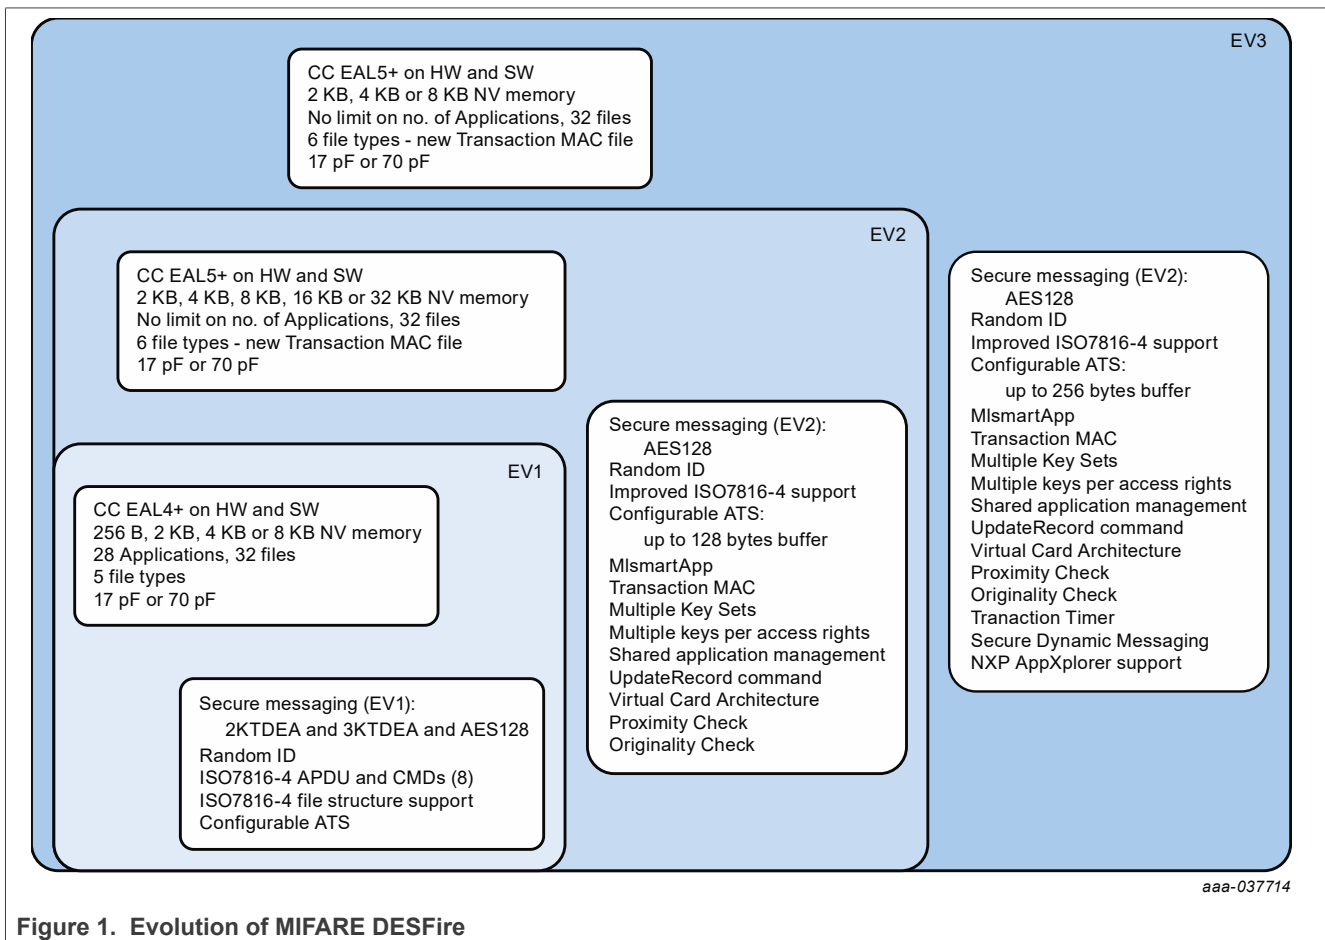 EV3
CC EAL5+ on HW and SW
2 KB, 4 KB or 8 KB NV memory
No limit on no. of Applications, 32 files
6 file types - new Transaction MAC file
17 pF or 70 pF
EV2
CC EAL5+ on HW and SW
2 KB, 4 KB, 8 KB, 16 KB or 32 KB NV memory
No limit on no. of Applications, 32 files
6 file types - new Transaction MAC file
17 pF or 70 pF
Secure messaging (EV2):
AES128
Random ID
Improved ISO7816-4 support
Configurable ATS:
up to 256 bytes buffer
MIsmartApp
Transaction MAC
Multiple Key Sets
Multiple keys per access rights
Shared application management
UpdateRecord command
Virtual Card Architecture
Proximity Check
Originality Check
Tranaction Timer
Secure Dynamic Messaging
NXP AppXplorer support
Secure messaging (EV2):
AES128
Random ID
Improved ISO7816-4 support
Configurable ATS:
up to 128 bytes buffer
MIsmartApp
Transaction MAC
Multiple Key Sets
Multiple keys per access rights
Shared application management
UpdateRecord command
Virtual Card Architecture
Proximity Check
Originality Check
EV1
CC EAL4+ on HW and SW
256 B, 2 KB, 4 KB or 8 KB NV memory
28 Applications, 32 files
5 file types
17 pF or 70 pF
Secure messaging (EV1):
2KTDEA and 3KTDEA and AES128
Random ID
ISO7816-4 APDU and CMDs (8)
ISO7816-4 file structure support
Configurable ATS
aaa-037714
Figure 1. Evolution of MIFARE DESFire